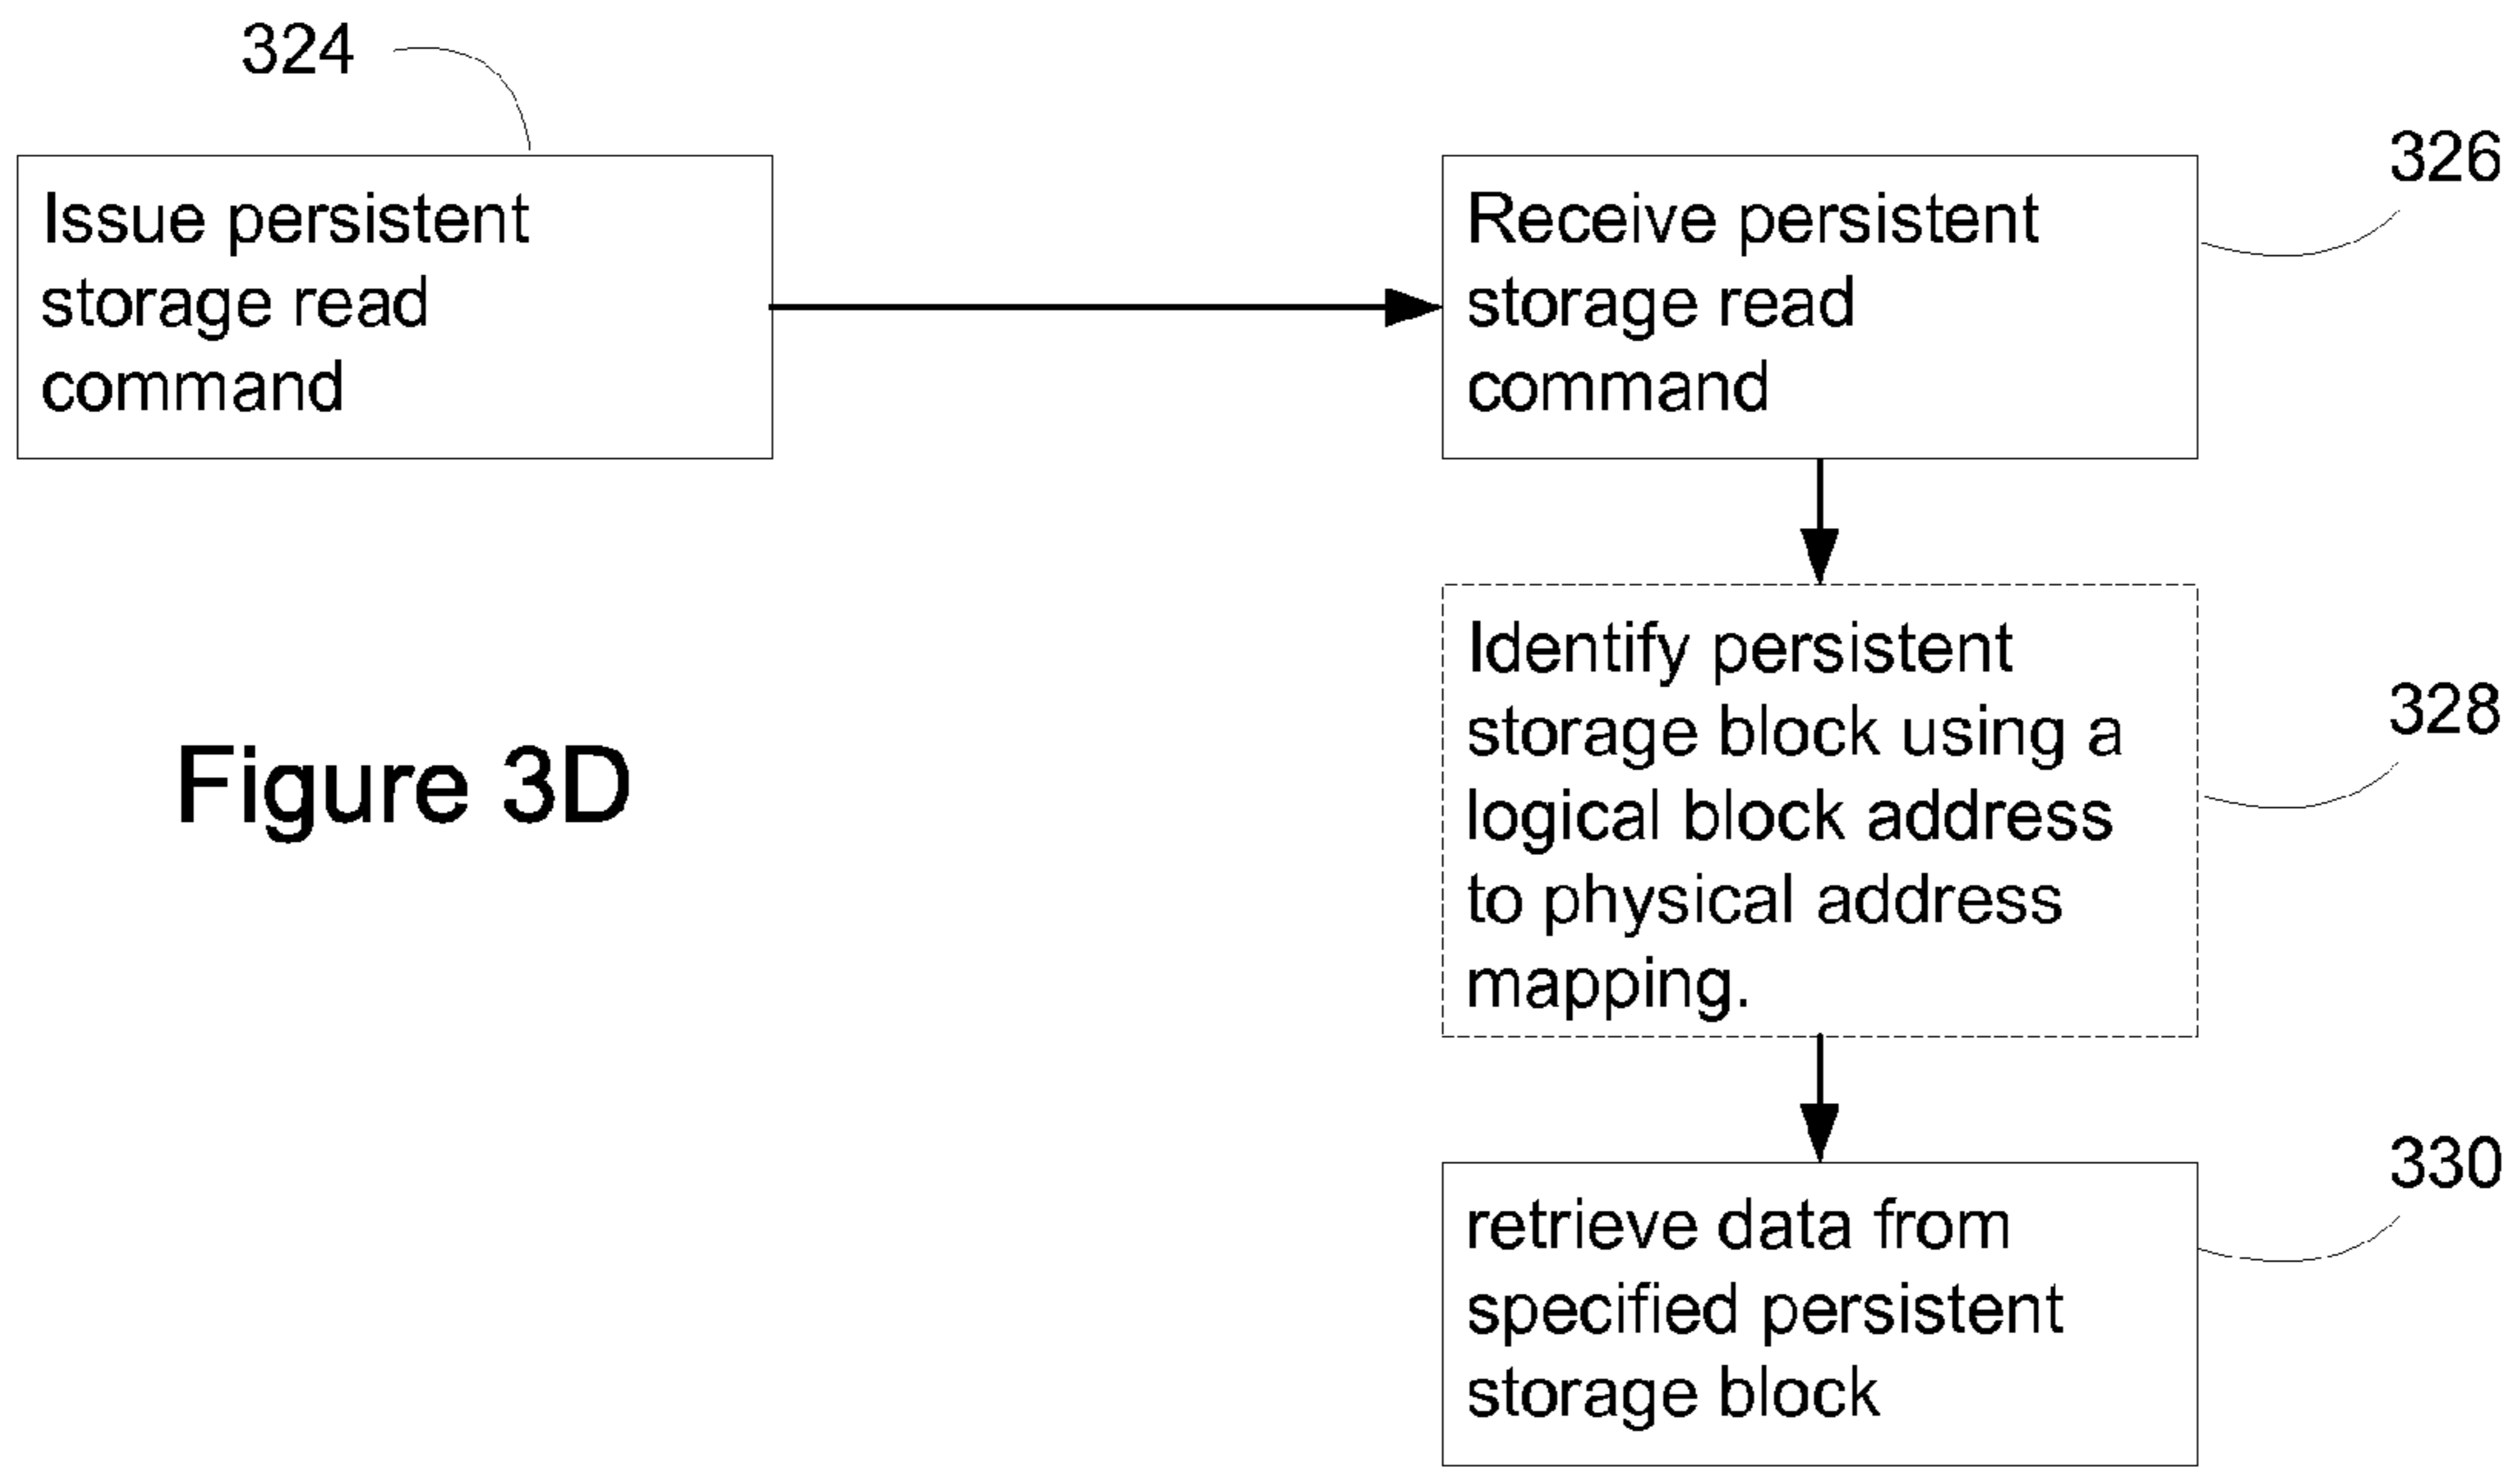 324
Issue persistent
storage read
command
Receive persistent
storage read
command
326
Identify persistent
storage block using a
logical block address
to physical address
mapping.
328
Figure 3D
retrieve data from
specified persistent
storage block
330